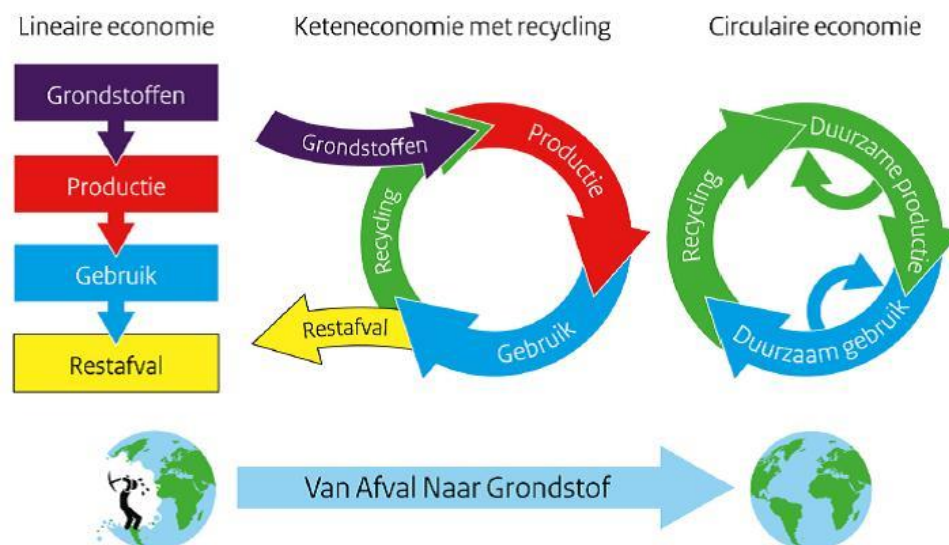 Lineaire economie
Grondstoffen
Productie
Gebruik
Restafval
Keteneconomie met recycling
Grondstoffen
Productie
Gebruik
Recycling
Restafval
Circulaire economie
Duurzame productie
Duurzaam gebruik
Recycling
Van Afval Naar Grondstof